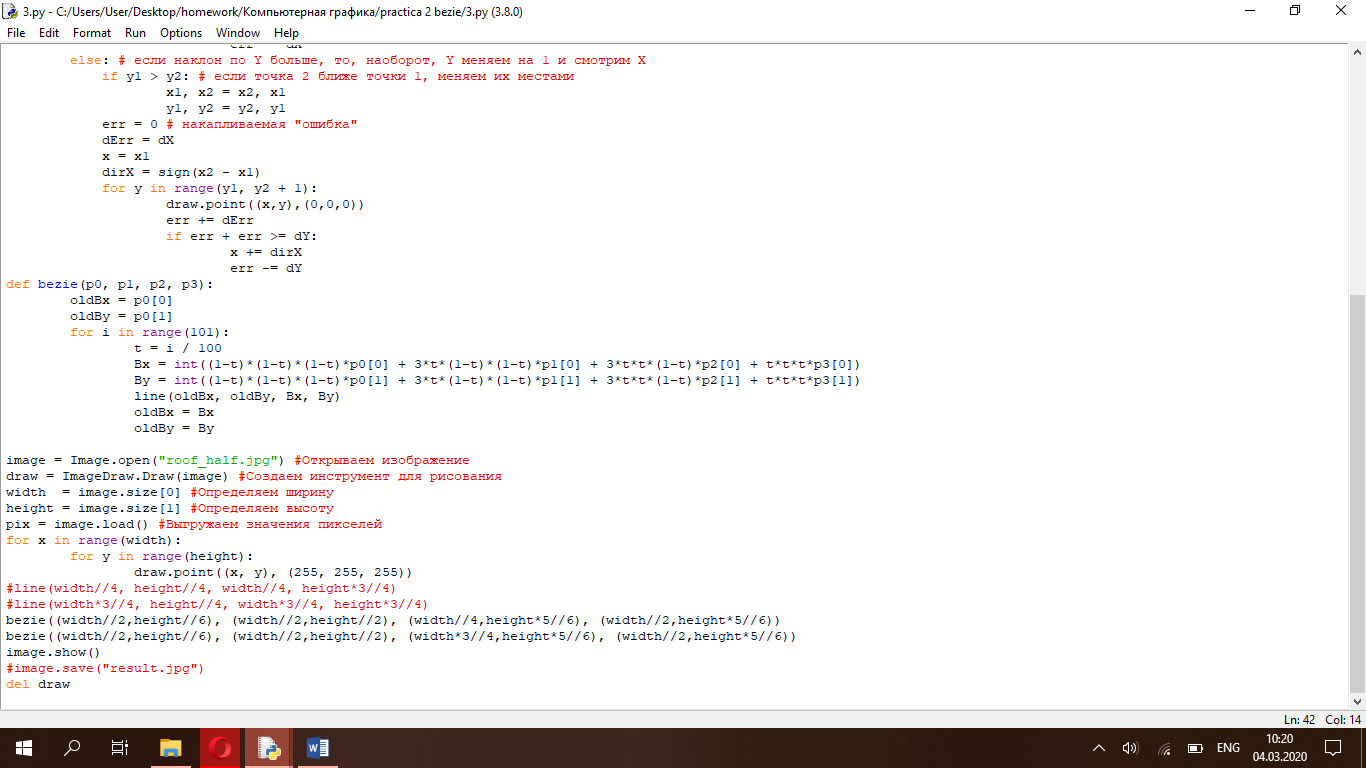 3.py - C:/Users/User/Desktop/homework/Компьютерная графика/practica 2 bezie/3.py (3.8.0)
File Edit Format Run Options Window Help
else: # если наклон по Y больше, то, наоборот, Y меняем на 1 и смотрим X
if y1 > y2: # если точка 2 ближе точки 1, меняем их местами
x1, x2 = x2, x1
y1, y2 = y2, y1
err = 0 # накапливаемая "ошибка"
dErr = dX
x = x1
dirX = sign(x2 - x1)
for y in range(y1, y2 + 1):
draw.point((x,y),(0,0,0))
err += dErr
if err + err >= dY:
x += dirX
err -= dY
def bezie(p0, p1, p2, p3):
oldBx = p0[0]
oldBy = p0[1]
for i in range(101):
t = i / 100
Bx = int((1-t)*(1-t)*(1-t)*p0[0] + 3*t*(1-t)*(1-t)*p1[0] + 3*t*t*(1-t)*p2[0] + t*t*t*p3[0])
By = int((1-t)*(1-t)*(1-t)*p0[1] + 3*t*(1-t)*(1-t)*p1[1] + 3*t*t*(1-t)*p2[1] + t*t*t*p3[1])
line(oldBx, oldBy, Bx, By)
oldBx = Bx
oldBy = By
image = Image.open("roof_half.jpg") #Открываем изображение
draw = ImageDraw.Draw(image) #Создаем инструмент для рисования
width  = image.size[0] #Определяем ширину
height = image.size[1] #Определяем высоту
pix = image.load() #Выгружаем значения пикселей
for x in range(width):
for y in range(height):
draw.point((x, y), (255, 255, 255))
#line(width//4, height//4, width//4, height*3//4)
#line(width*3//4, height//4, width*3//4, height*3//4)
bezie((width//2,height//6), (width//2,height//2), (width//4,height*5//6), (width//2,height*5//6))
bezie((width//2,height//6), (width//2,height//2), (width*3//4,height*5//6), (width//2,height*5//6))
image.show()
#image.save("result.jpg")
del draw
Ln: 42 Col: 14
ENG
10:20
04.03.2020